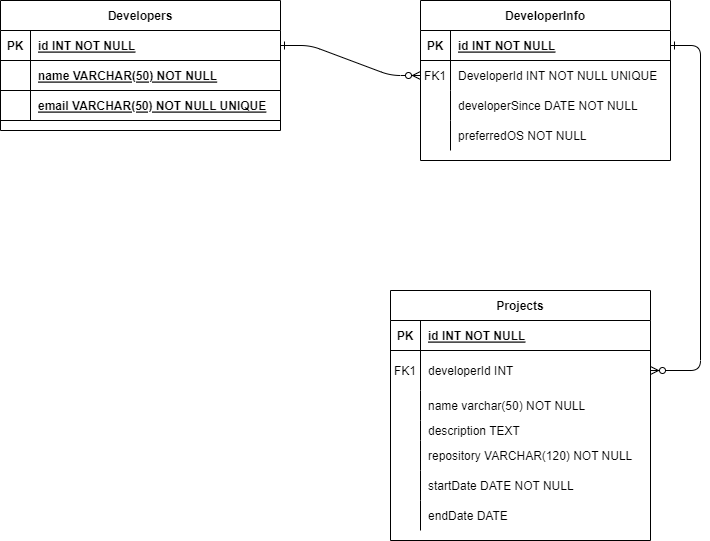 Developers
PK id INT NOT NULL
name VARCHAR(50) NOT NULL
email VARCHAR(50) NOT NULL UNIQUE
DeveloperInfo
PK id INT NOT NULL
FK1 DeveloperId INT NOT NULL UNIQUE
developerSince DATE NOT NULL
preferredOS NOT NULL
Projects
PK id INT NOT NULL
FK1 developerId INT
name varchar(50) NOT NULL
description TEXT
repository VARCHAR(120) NOT NULL
startDate DATE NOT NULL
endDate DATE